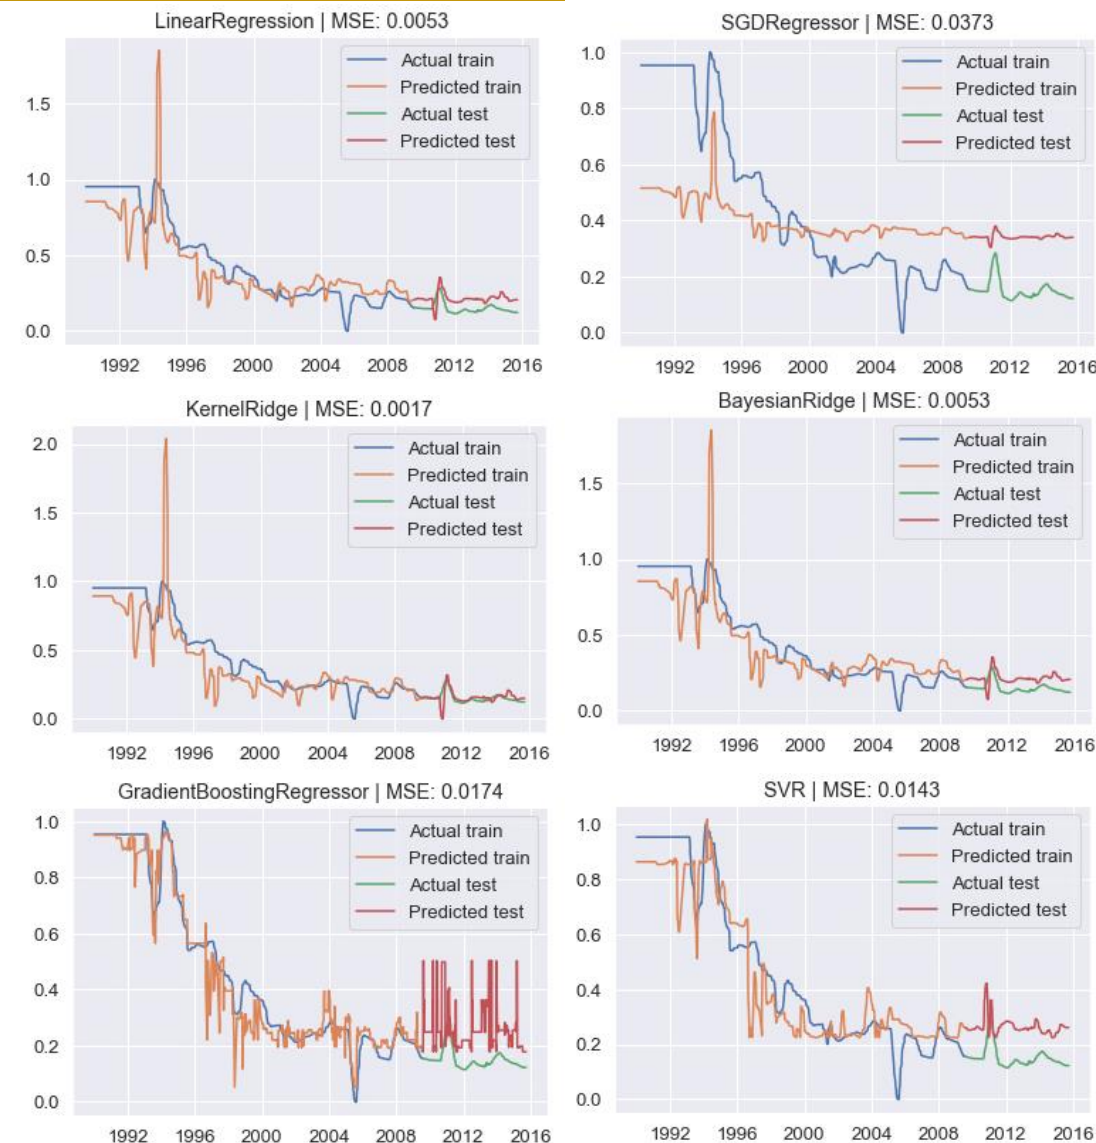 LinearRegression | MSE: 0.0053
Actual train
Predicted train
Actual test
Predicted test
1.5
1.0
0.5
0.0
1992 1996 2000 2004 2008 2012 2016
SGDRegressor | MSE: 0.0373
Actual train
Predicted train
Actual test
Predicted test
1.0
0.8
0.6
0.4
0.2
0.0
1992 1996 2000 2004 2008 2012 2016
KernelRidge | MSE: 0.0017
Actual train
Predicted train
Actual test
Predicted test
2.0
1.5
1.0
0.5
0.0
1992 1996 2000 2004 2008 2012 2016
BayesianRidge | MSE: 0.0053
Actual train
Predicted train
Actual test
Predicted test
1.5
1.0
0.5
0.0
1992 1996 2000 2004 2008 2012 2016
GradientBoostingRegressor | MSE: 0.0174
Actual train
Predicted train
Actual test
Predicted test
1.0
0.8
0.6
0.4
0.2
0.0
1992 1996 2000 2004 2008 2012 2016
SVR | MSE: 0.0143
Actual train
Predicted train
Actual test
Predicted test
1.0
0.8
0.6
0.4
0.2
0.0
1992 1996 2000 2004 2008 2012 2016